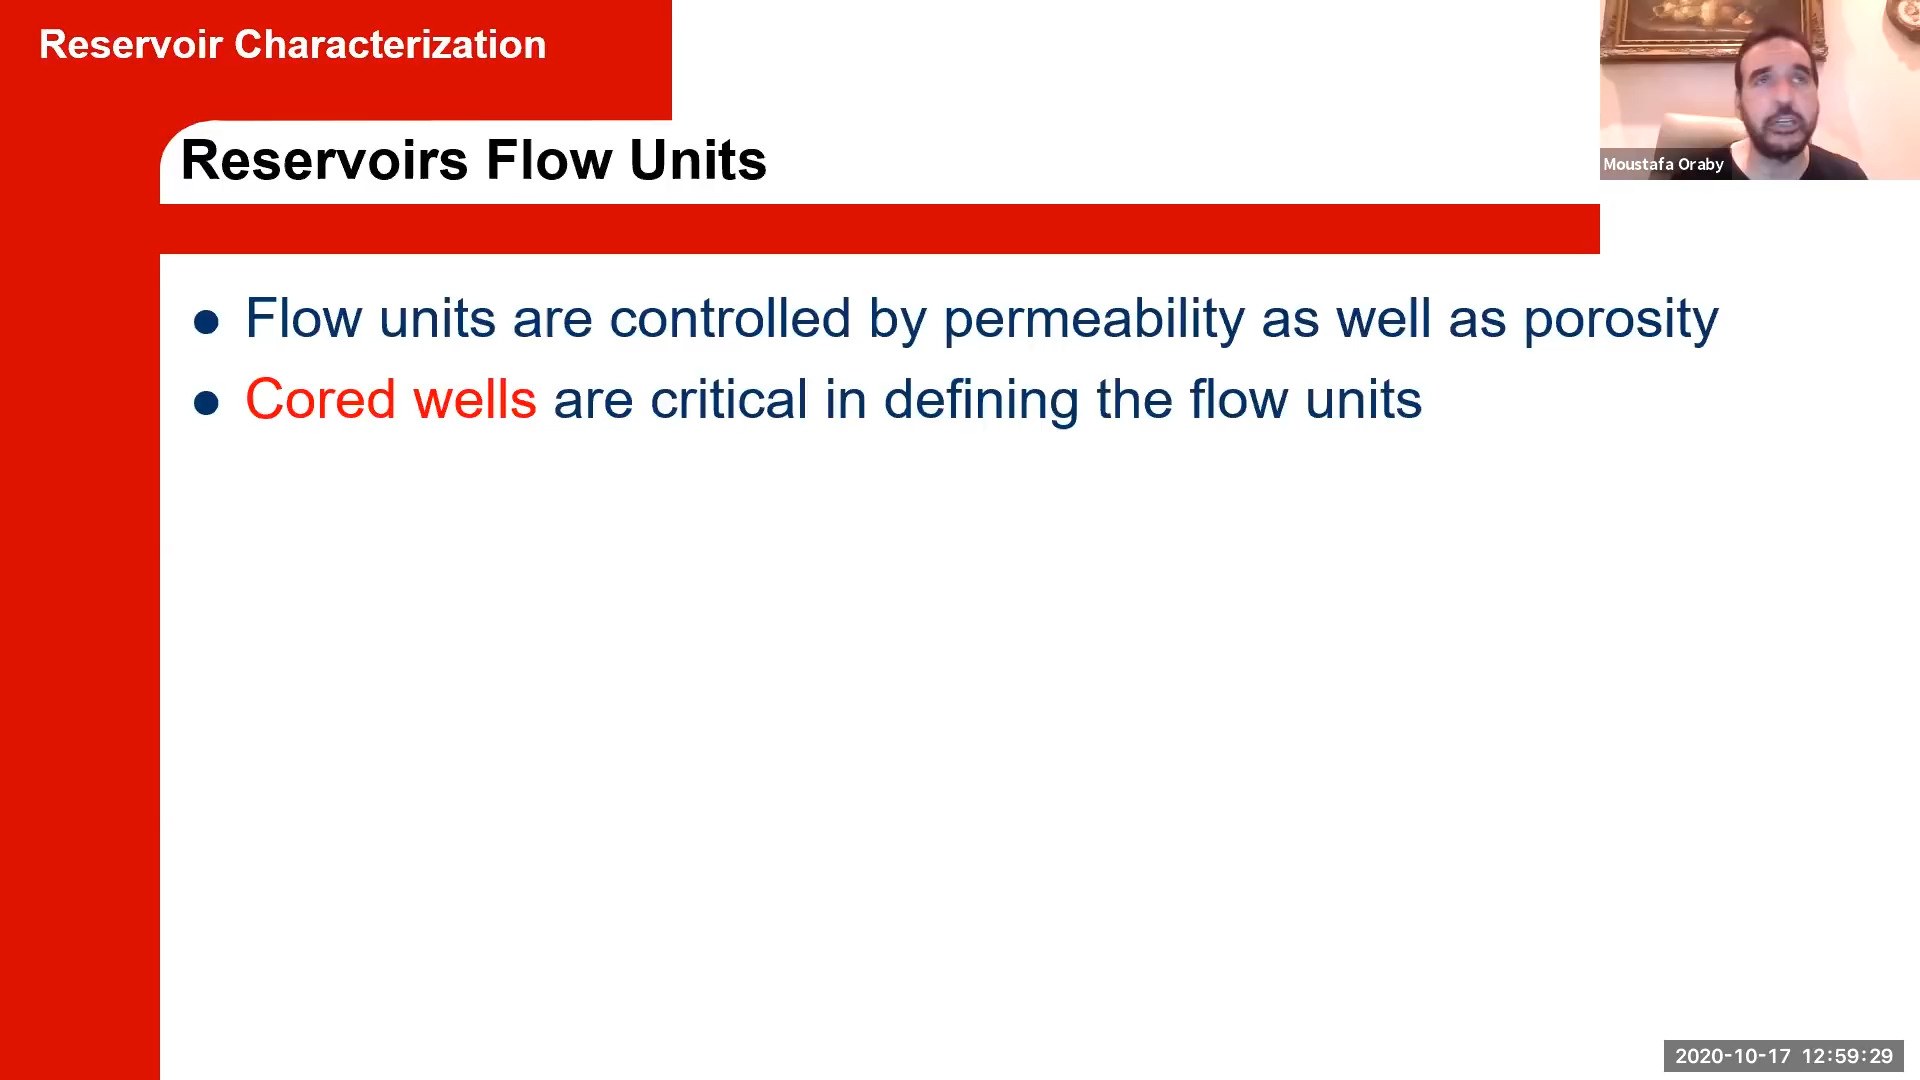 Reservoir Characterization
Reservoirs Flow Units
Moustafa Oraby
Flow units are controlled by permeability as well as porosity
Cored wells are critical in defining the flow units
2020-10-17 12:59:29